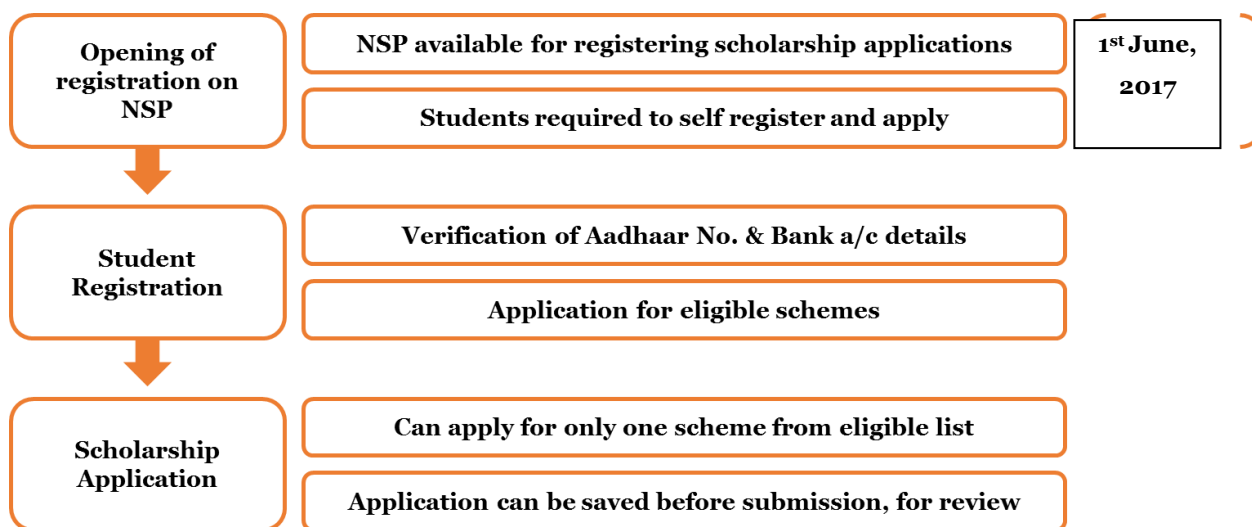 Opening of
registration on
NSP
NSP available for registering scholarship applications
Students required to self register and apply
1st June,
2017
Student
Registration
Verification of Aadhaar No. & Bank a/c details
Application for eligible schemes
Scholarship
Application
Can apply for only one scheme from eligible list
Application can be saved before submission, for review